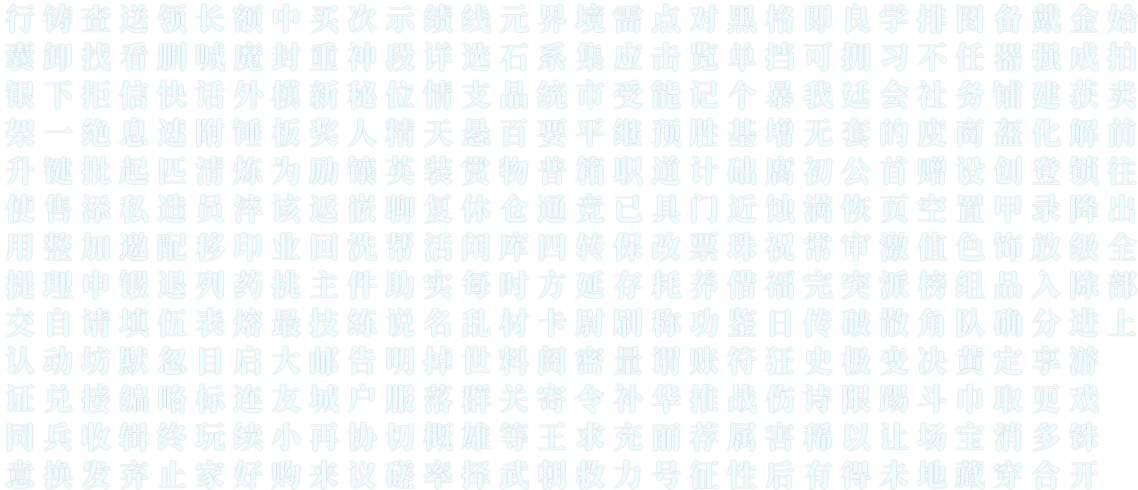 行铸查送领长额中买次示绩线元界境需点对黑格即良学排图备戴金始
囊卸找看删喊魔封重神段详选石系集应击览单挡可拥习不任器强成拍
银下拒信快话外模新秘位情支品统市受能记个暴我廷会社务铺建获卖
架一绝息速附锤板奖人精天悬百要平继预胜基增无套的度商盔化解前
升键批起匹清炼为励镶英装赏物普箱职道计础腐初公首赠设创登锁往
使售添私造员淬该返嵌聊复休仓通竞已具门近蚀满恢页空置甲录降出
用整加邀配移印业回洗帮活闲库四转保改票珠祝常审激值色饰放级全
提理申锻退列药挑主件助实每时方延存耗养借福完突派榜组品入除部
交自请填伍表熔最技练说名乱材卡尉刷称功鉴日传破散角队确分进上
认动坊默忽目启大邮告明掉世料阁密量谓账符狂史极变决黄定享游
证兑接编略标连友城户服落群关寄令补华推战伤诗限赐斗巾取更戏
同兵收辑终玩续小再协切概雄等王求充丽荐属害稀以让场宝消多铢
意换发弃止家好购来议磋率择武朝救力号征性后有得未地藏穿合开